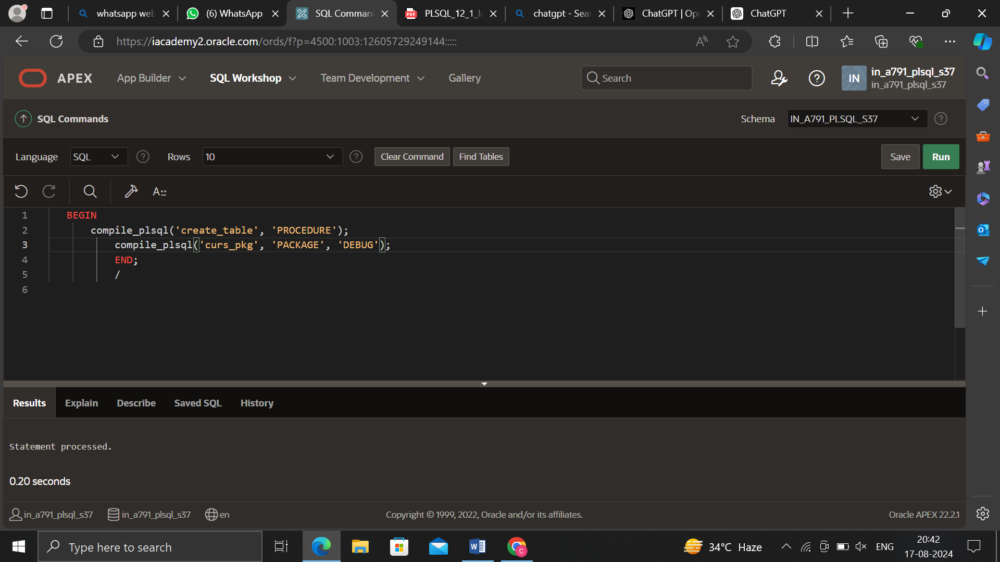 whatsapp web
(6) WhatsApp
SQL Comman
PLSQL_12_1_la
chatgpt - Sear
ChatGPT | Ope
ChatGPT
https://iacademy2.oracle.com/ords/f?p=4500:1003:12605729249144:::::
APEX
App Builder
SQL Workshop
Team Development
Gallery
Search
IN
in_a791_plsql_s37
in_a791_plsql_s37
SQL Commands
Schema
IN_A791_PLSQL_S37
Language
SQL
Rows
10
Clear Command
Find Tables
Save
Run
1 BEGIN
2 compile_plsql('create_table', 'PROCEDURE');
3 compile_plsql('curs_pkg', 'PACKAGE', 'DEBUG');
4 END;
5 /
6
Results
Explain
Describe
Saved SQL
History
Statement processed.
0.20 seconds
in_a791_plsql_s37
in_a791_plsql_s37
en
Copyright © 1999, 2022, Oracle and/or its affiliates.
Oracle APEX 22.2.1
Type here to search
34°C Haze
ENG
20:42
17-08-2024